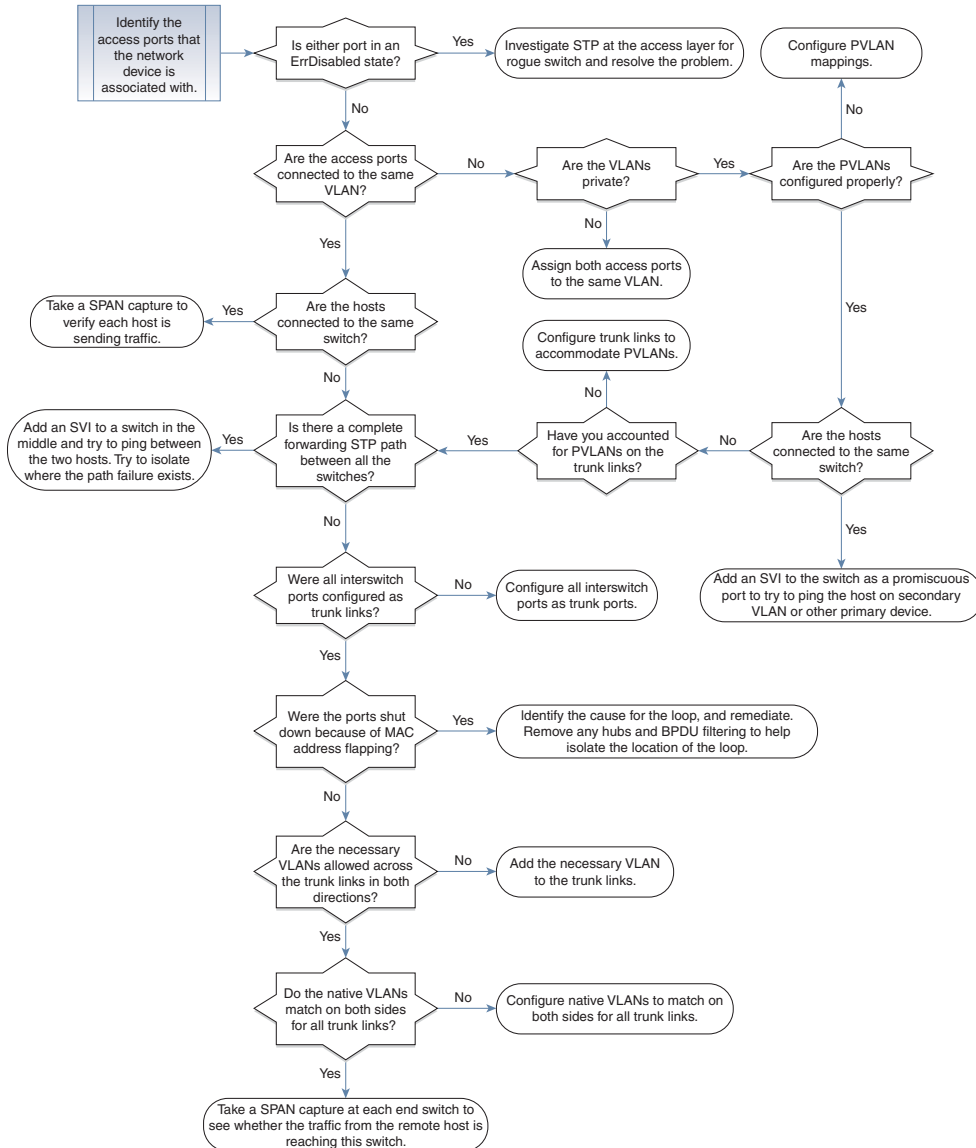 Identify the
access ports that
the network
device is
associated with.
Is either port in an
ErrDisabled state?
Yes
Investigate STP at the access layer for
rogue switch and resolve the problem.
Configure PVLAN
mappings.
No
No
Are the access ports
connected to the same
VLAN?
No
Are the VLANs
private?
Yes
Are the PVLANs
configured properly?
Yes
No
Assign both access ports
to the same VLAN.
Yes
Take a SPAN capture to
verify each host is
sending traffic.
Yes
Are the hosts
connected to the same
switch?
Configure trunk links to
accommodate PVLANs.
No
No
Add an SVI to a switch in the
middle and try to ping between
the two hosts. Try to isolate
where the path failure exists.
Yes
Is there a complete
forwarding STP path
between all the
switches?
Yes
Have you accounted
for PVLANs on the
trunk links?
No
Are the hosts
connected to the same
switch?
No
Yes
Were all interswitch
ports configured as
trunk links?
No
Configure all interswitch
ports as trunk ports.
Add an SVI to the switch as a promiscuous
port to try to ping the host on secondary
VLAN or other primary device.
Yes
Were the ports shut
down because of MAC
address flapping?
Yes
Identify the cause for the loop, and remediate.
Remove any hubs and BPDU filtering to help
isolate the location of the loop.
No
Are the necessary
VLANs allowed across
the trunk links in both
directions?
No
Add the necessary VLAN
to the trunk links.
Yes
Do the native VLANs
match on both sides
for all trunk links?
No
Configure native VLANs to match on
both sides for all trunk links.
Yes
Take a SPAN capture at each end switch to
see whether the traffic from the remote host is
reaching this switch.